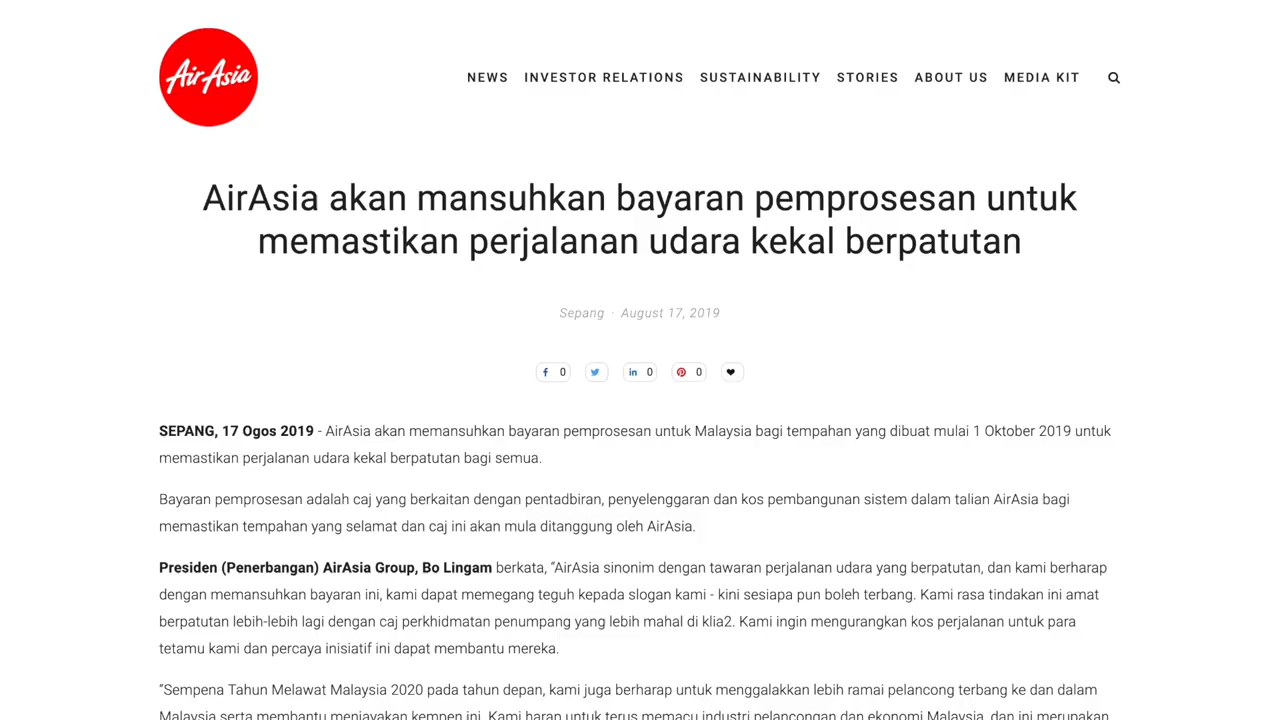 AirAsia
NEWS INVESTOR RELATIONS SUSTAINABILITY STORIES ABOUT US MEDIA KIT
AirAsia akan mansuhkan bayaran pemprosesan untuk
memastikan perjalanan udara kekal berpatutan
Sepang · August 17, 2019
0 0 0
SEPANG, 17 Ogos 2019 - AirAsia akan memansuhkan bayaran pemprosesan untuk Malaysia bagi tempahan yang dibuat mulai 1 Oktober 2019 untuk
memastikan perjalanan udara kekal berpatutan bagi semua.
Bayaran pemprosesan adalah caj yang berkaitan dengan pentadbiran, penyelenggaran dan kos pembangunan sistem dalam talian AirAsia bagi
memastikan tempahan yang selamat dan caj ini akan mula ditanggung oleh AirAsia.
Presiden (Penerbangan) AirAsia Group, Bo Lingam berkata, “AirAsia sinonim dengan tawaran perjalanan udara yang berpatutan, dan kami berharap
dengan memansuhkan bayaran ini, kami dapat memegang teguh kepada slogan kami - kini sesiapa pun boleh terbang. Kami rasa tindakan ini amat
berpatutan lebih-lebih lagi dengan caj perkhidmatan penumpang yang lebih mahal di klia2. Kami ingin mengurangkan kos perjalanan untuk para
tetamu kami dan percaya inisiatif ini dapat membantu mereka.
“Sempena Tahun Melawat Malaysia 2020 pada tahun depan, kami juga berharap untuk menggalakkan lebih ramai pelancong terbang ke dan dalam
Malaysia serta membantu menjayakan kempen ini. Kami harap untuk terus memacu industri pelancongan dan ekonomi Malaysia, dan ini merupakan